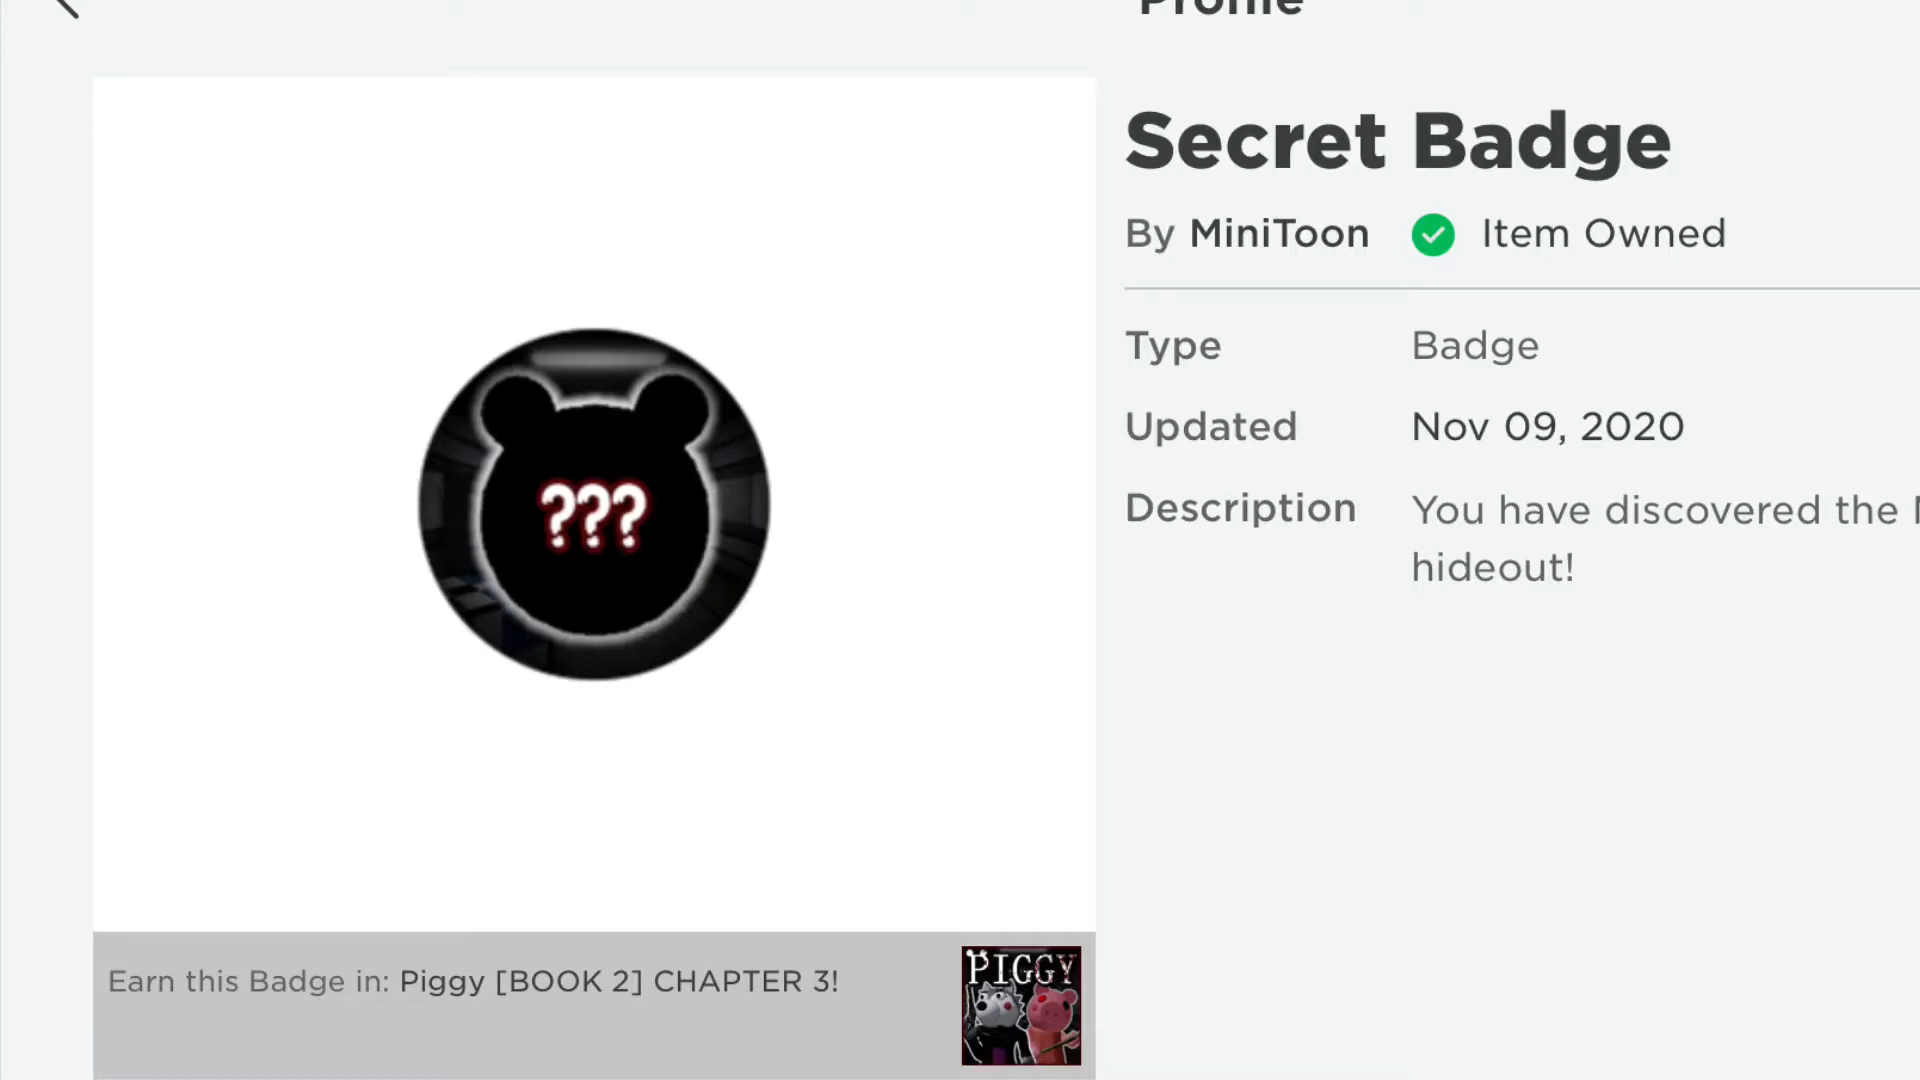 Profile
Secret Badge
By MiniToon Item Owned
Type Badge
Updated Nov 09, 2020
Description You have discovered the
hideout!
???
Earn this Badge in: Piggy [BOOK 2] CHAPTER 3!
PIGGY